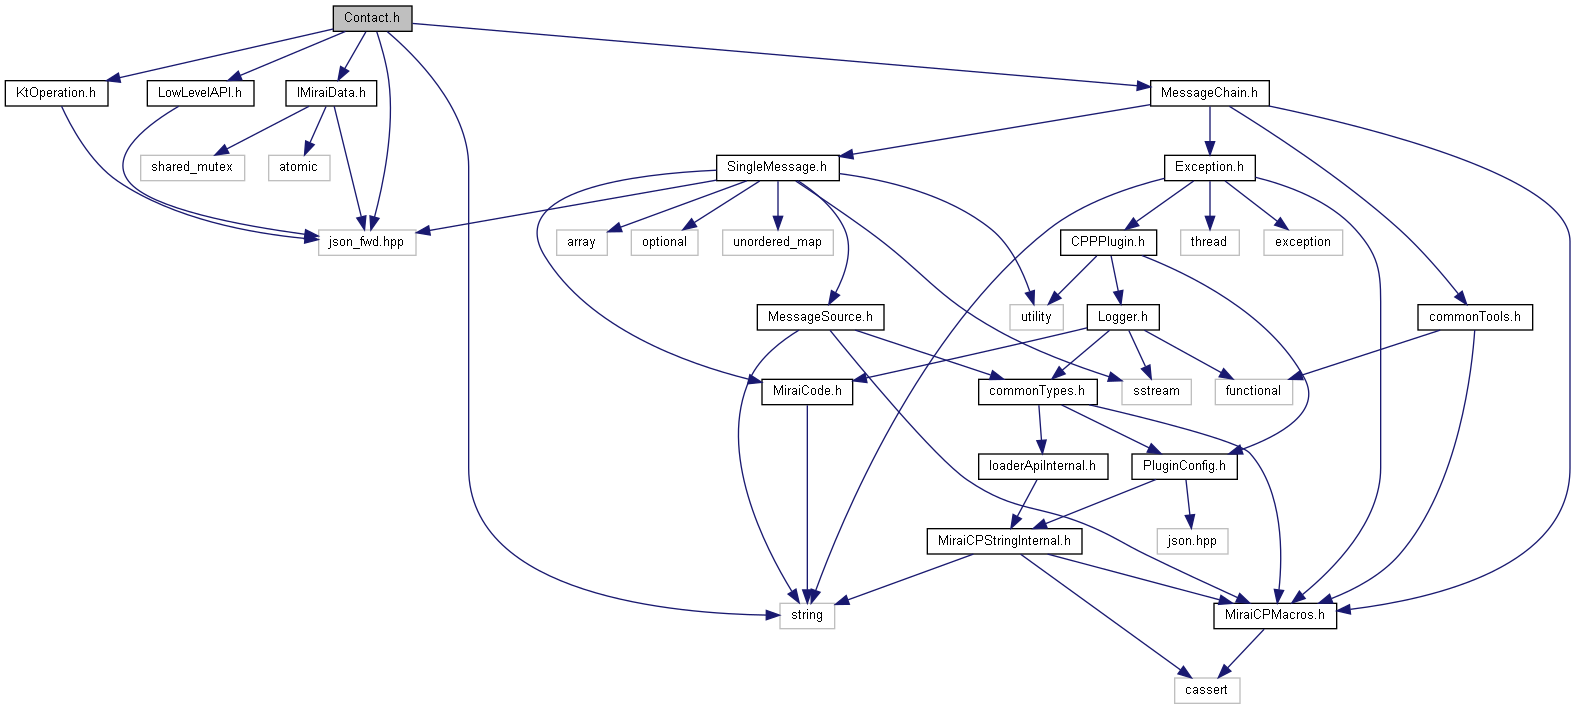 Contact.h
KtOperation.h
LowLevelAPI.h
IMiraiData.h
MessageChain.h
shared_mutex
atomic
SingleMessage.h
Exception.h
json_fwd.hpp
array
optional
unordered_map
CPPPlugin.h
thread
exception
MessageSource.h
utility
Logger.h
commonTools.h
MiraiCode.h
commonTypes.h
sstream
functional
loaderApiInternal.h
PluginConfig.h
MiraiCPStringInternal.h
json.hpp
string
MiraiCPMacros.h
cassert